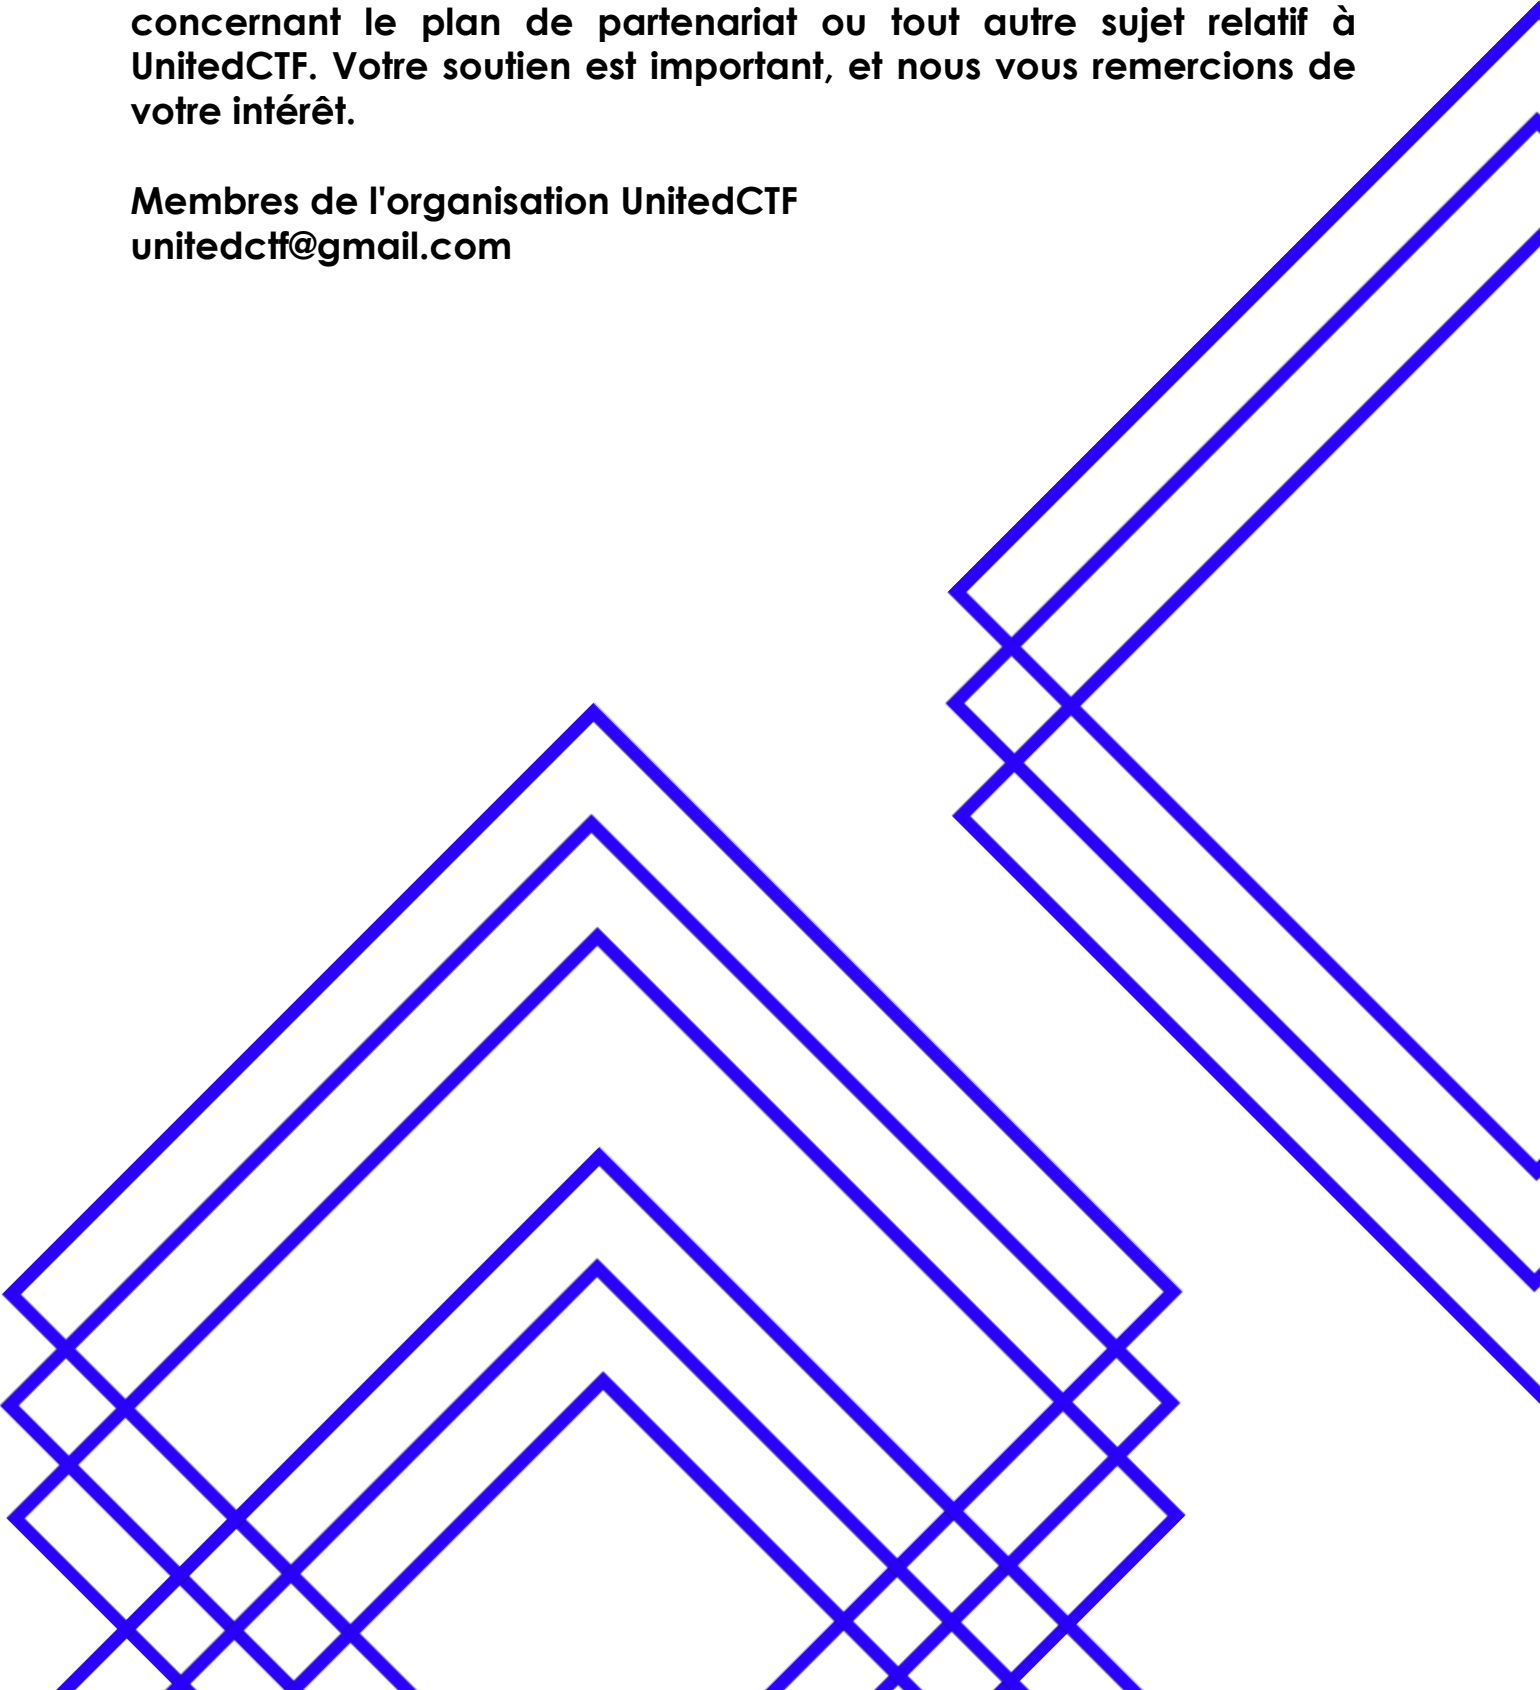 concernant le plan de partenariat ou tout autre sujet relatif à
UnitedCTF. Votre soutien est important, et nous vous remercions de
votre intérêt.
Membres de l'organisation UnitedCTF
unitedctf@gmail.com